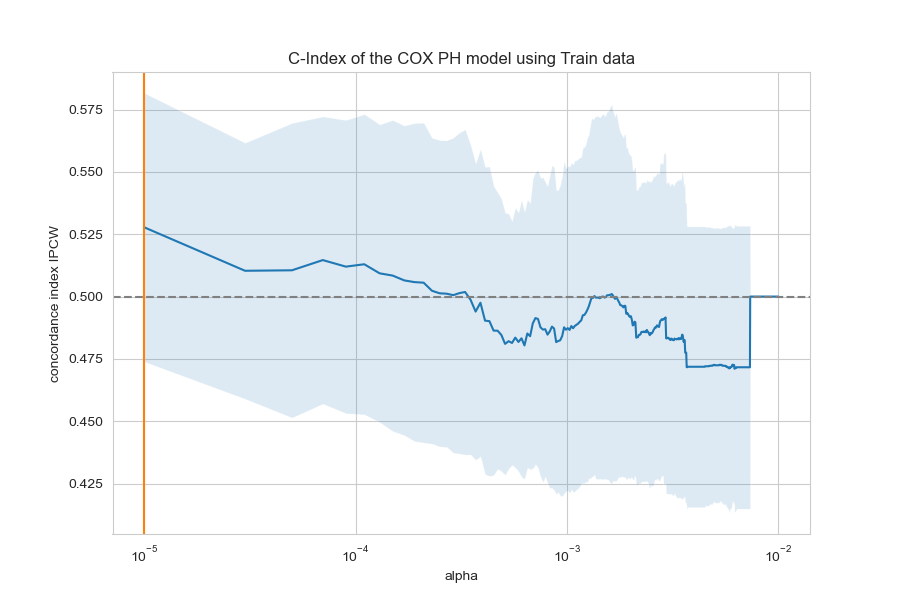 C-Index of the COX PH model using Train data
0.575
0.550
0.525
0.500
0.475
0.450
0.425
concordance index IPCW
10⁻⁵ 10⁻⁴ 10⁻³ 10⁻²
alpha